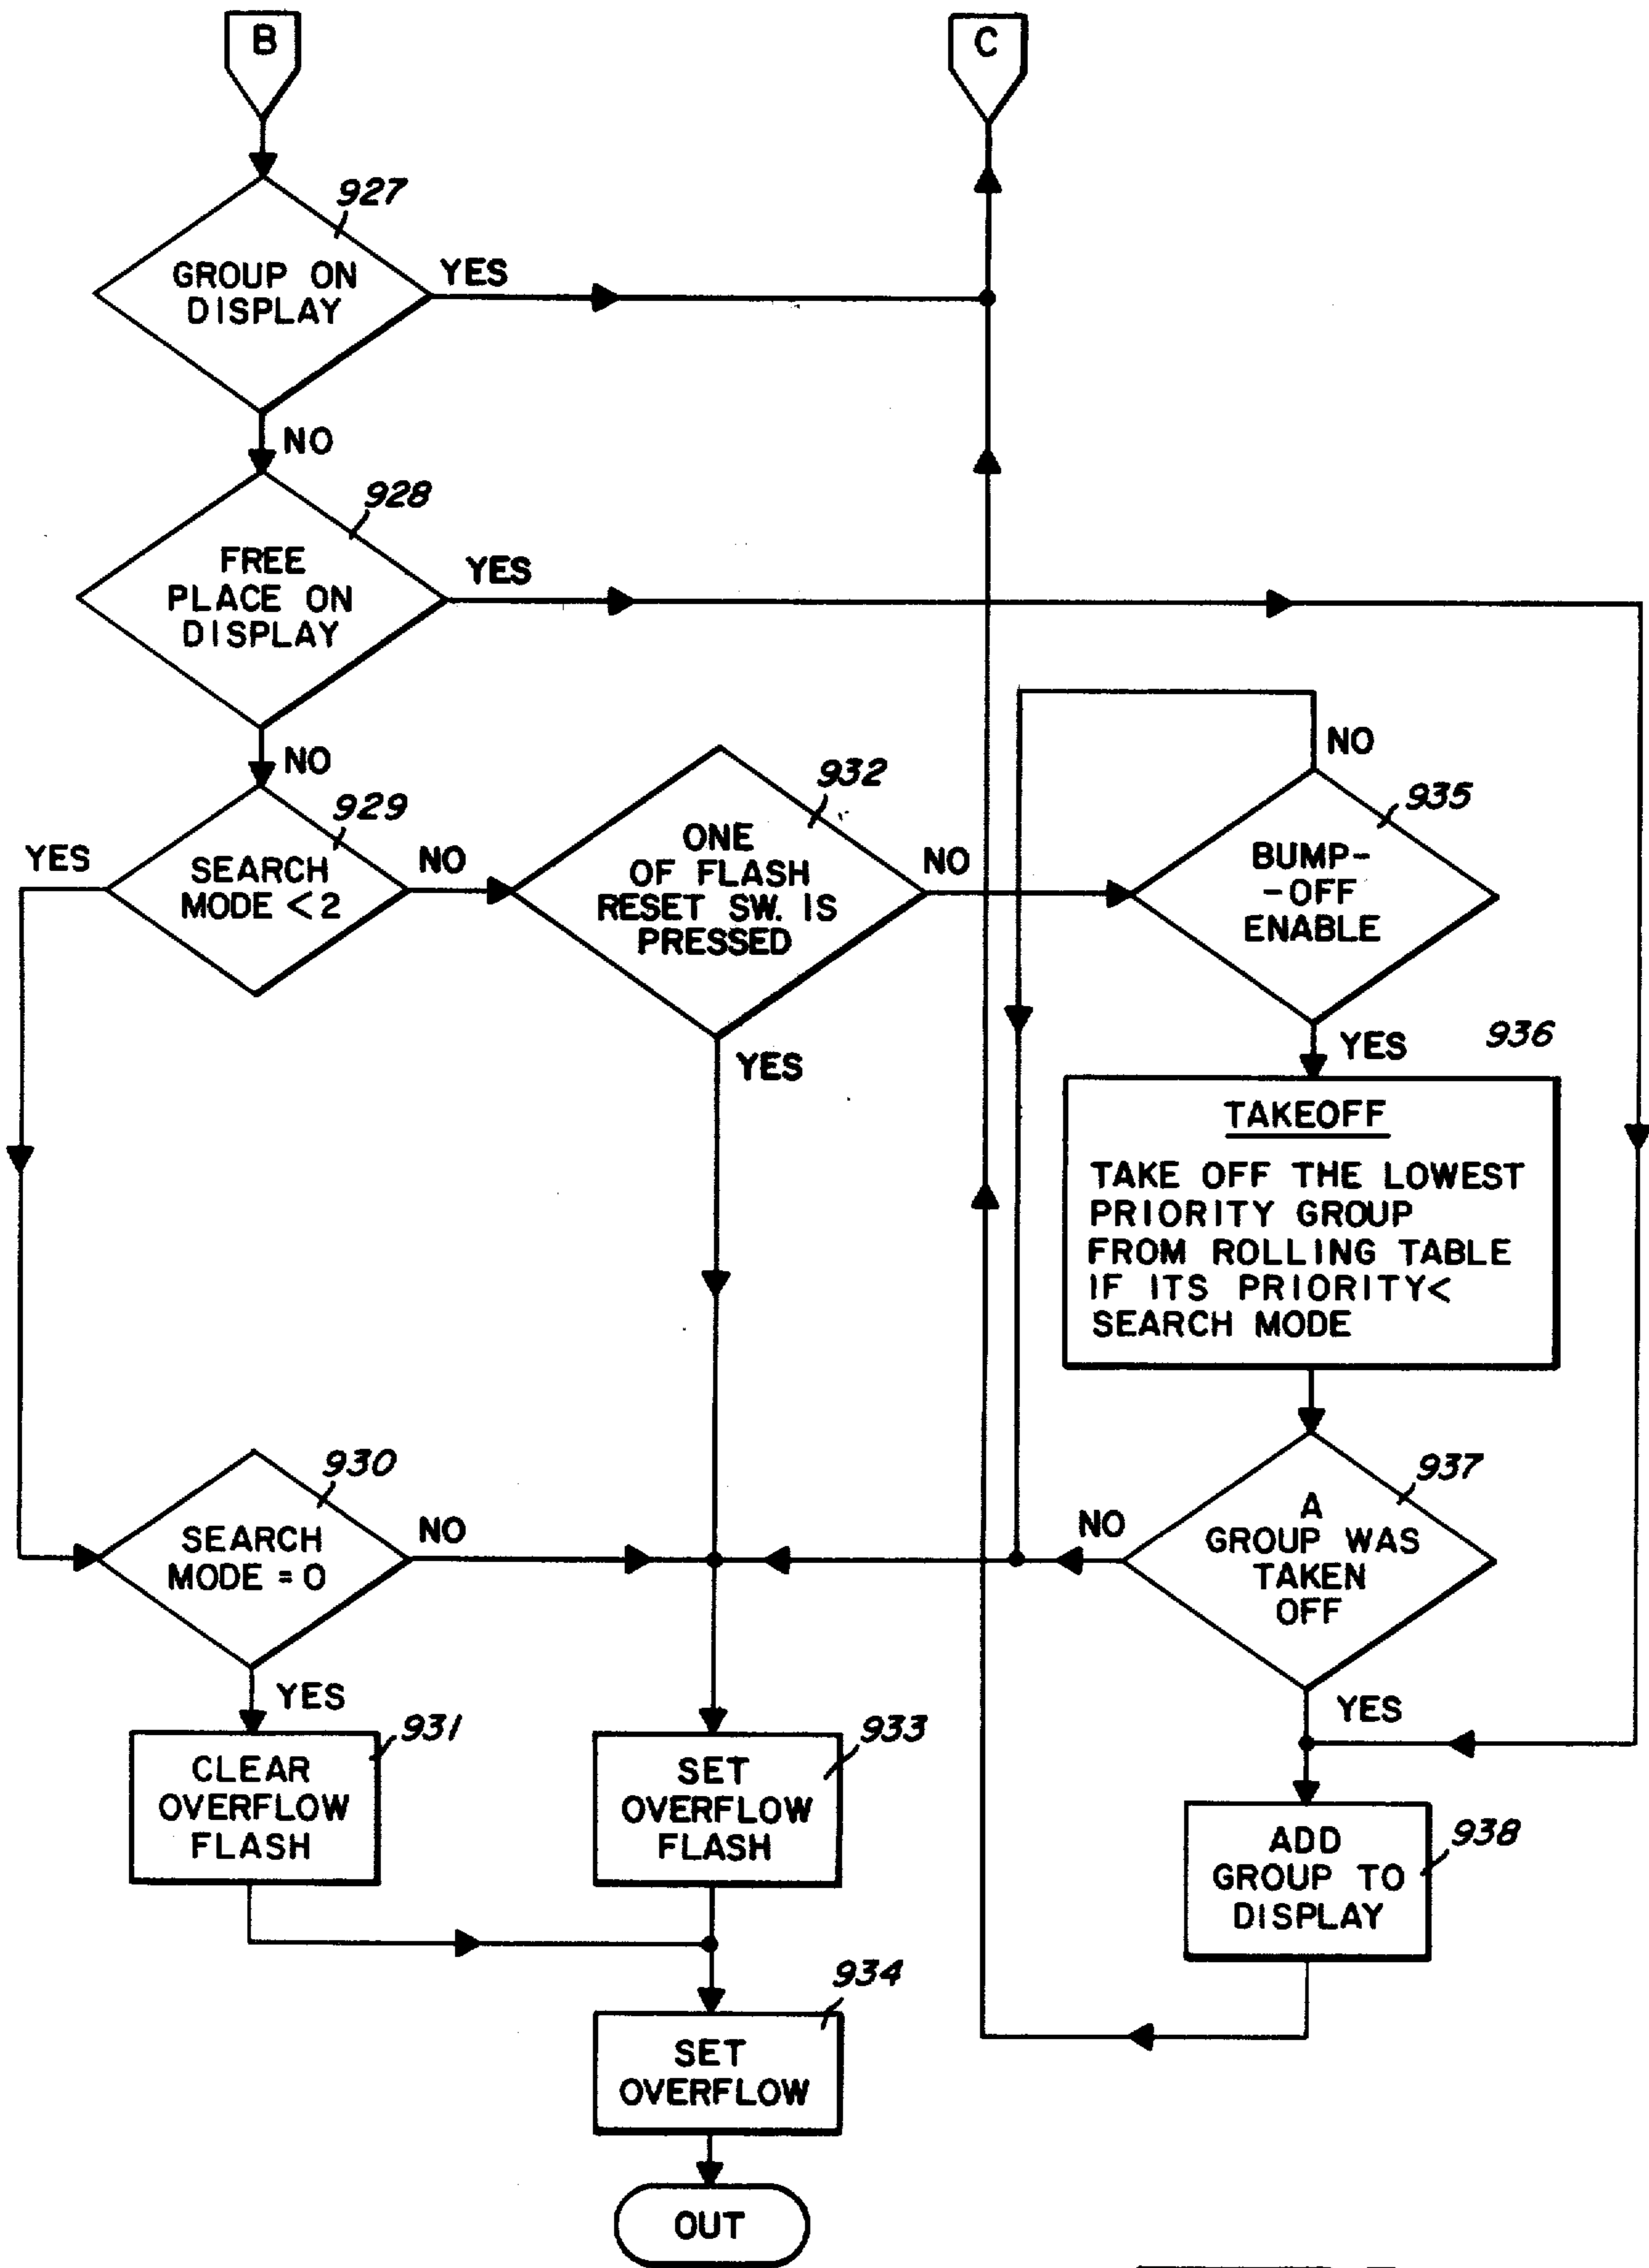 B
C
927
GROUP ON
DISPLAY
YES
NO
928
FREE
PLACE ON
DISPLAY
YES
NO
929
SEARCH
MODE <2
YES
NO
932
ONE
OF FLASH
RESET SW. IS
PRESSED
NO
YES
935
BUMP-
-OFF
ENABLE
NO
YES
936
TAKEOFF
TAKE OFF THE LOWEST
PRIORITY GROUP
FROM ROLLING TABLE
IF ITS PRIORITY<
SEARCH MODE
930
SEARCH
MODE = 0
NO
YES
937
A
GROUP WAS
TAKEN
OFF
NO
YES
931
CLEAR
OVERFLOW
FLASH
933
SET
OVERFLOW
FLASH
938
ADD
GROUP TO
DISPLAY
934
SET
OVERFLOW
OUT